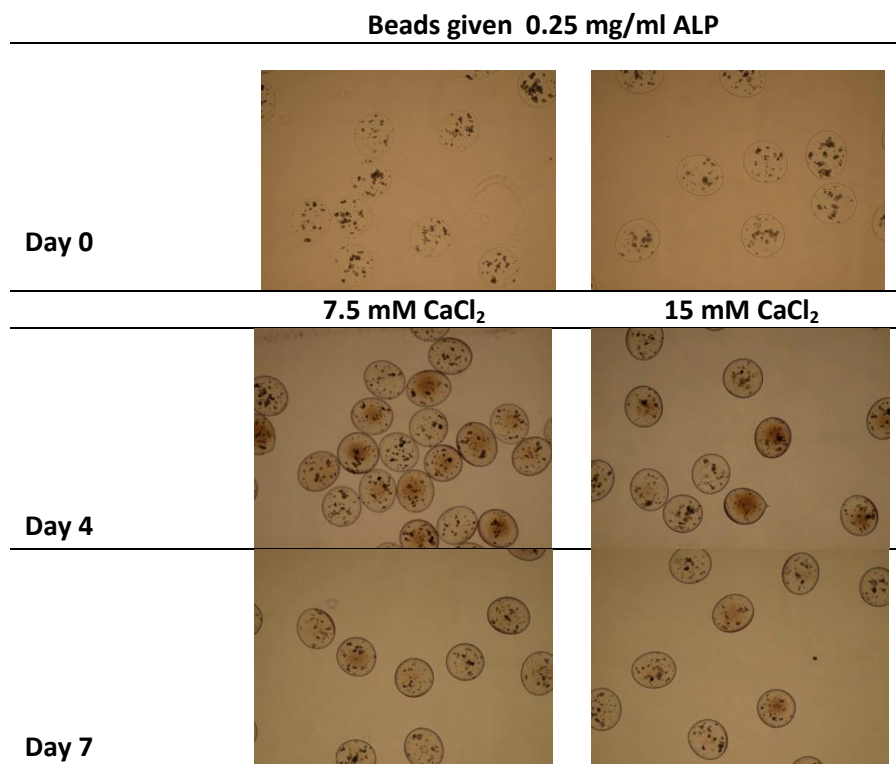 Beads given 0.25 mg/ml ALP
Day 0
7.5 mM CaCl₂ 15 mM CaCl₂
Day 4
Day 7